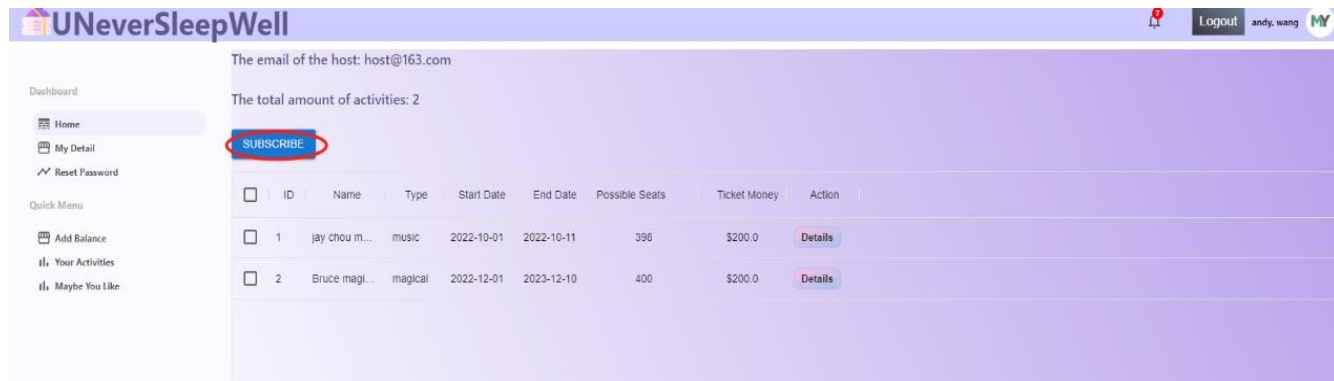 UNeverSleepWell
7 Logout andy, wang MY
The email of the host: host@163.com
Dashboard
The total amount of activities: 2
Home
My Detail
SUBSCRIBE
Reset Password
ID Name Type Start Date End Date Possible Seats Ticket Money Action
Quick Menu
Add Balance
1 jay chou m... music 2022-10-01 2022-10-11 396 $200.0 Details
Your Activities
2 Bruce magi... magical 2022-12-01 2023-12-10 400 $200.0 Details
Maybe You Like